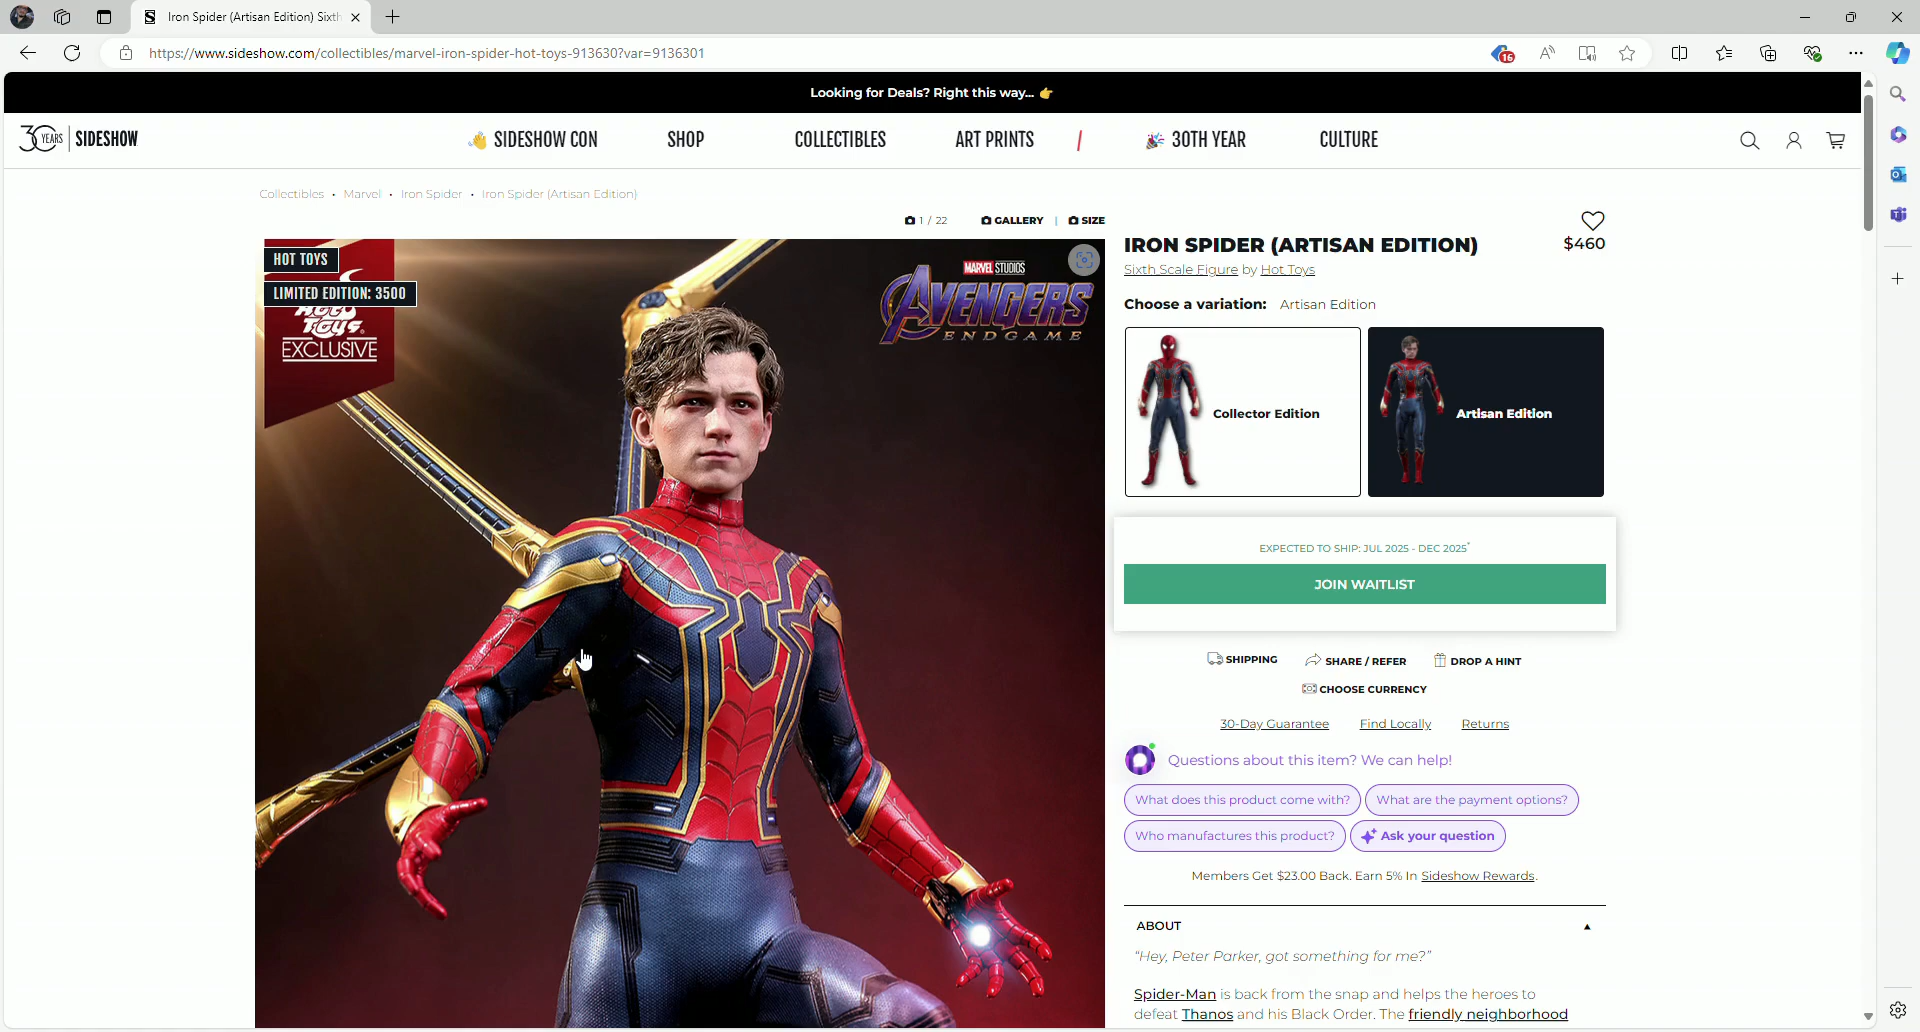 Iron Spider (Artisan Edition) Sixth
https://www.sideshow.com/collectibles/marvel-iron-spider-hot-toys-913630?var=9136301
16
Looking for Deals? Right this way... 👉
30 YEARS | SIDESHOW
👋 SIDESHOW CON
SHOP
COLLECTIBLES
ART PRINTS
/
🎉 30TH YEAR
CULTURE
Collectibles • Marvel • Iron Spider • Iron Spider (Artisan Edition)
1 / 22
GALLERY |
SIZE
HOT TOYS
LIMITED EDITION: 3500
HOT TOYS.
EXCLUSIVE
MARVEL STUDIOS
AVENGERS
ENDGAME
IRON SPIDER (ARTISAN EDITION)
$460
Sixth Scale Figure by Hot Toys
Choose a variation: Artisan Edition
Collector Edition
Artisan Edition
EXPECTED TO SHIP: JUL 2025 - DEC 2025*
JOIN WAITLIST
SHIPPING
SHARE / REFER
DROP A HINT
CHOOSE CURRENCY
30-Day Guarantee
Find Locally
Returns
Questions about this item? We can help!
What does this product come with?
What are the payment options?
Who manufactures this product?
Ask your question
Members Get $23.00 Back. Earn 5% In Sideshow Rewards.
ABOUT
"Hey, Peter Parker, got something for me?"
Spider-Man is back from the snap and helps the heroes to
defeat Thanos and his Black Order. The friendly neighborhood